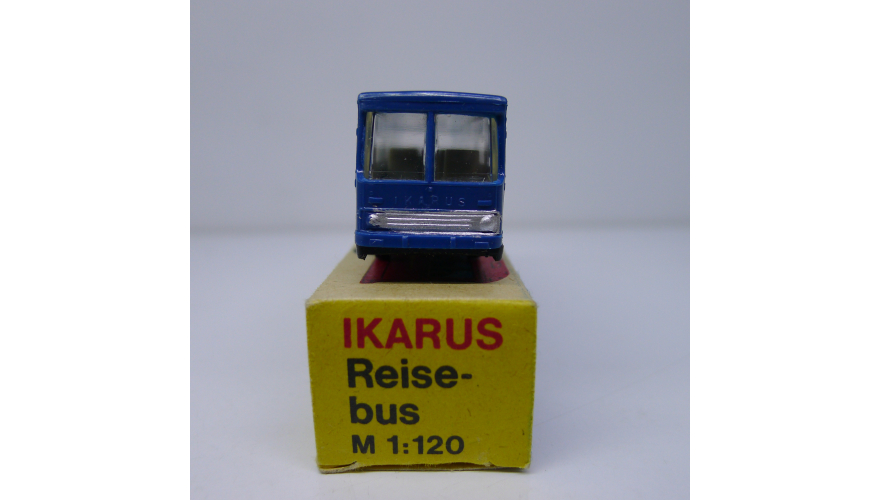 IKARUS
IKARUS
Reise-
bus
M 1:120